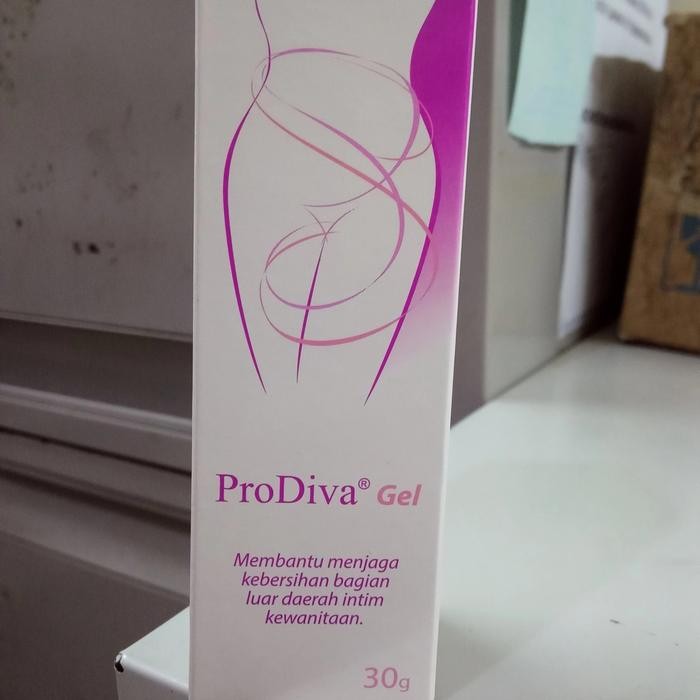 ProDiva® Gel
Membantu menjaga
kebersihan bagian
luar daerah intim
kewanitaan.
30g